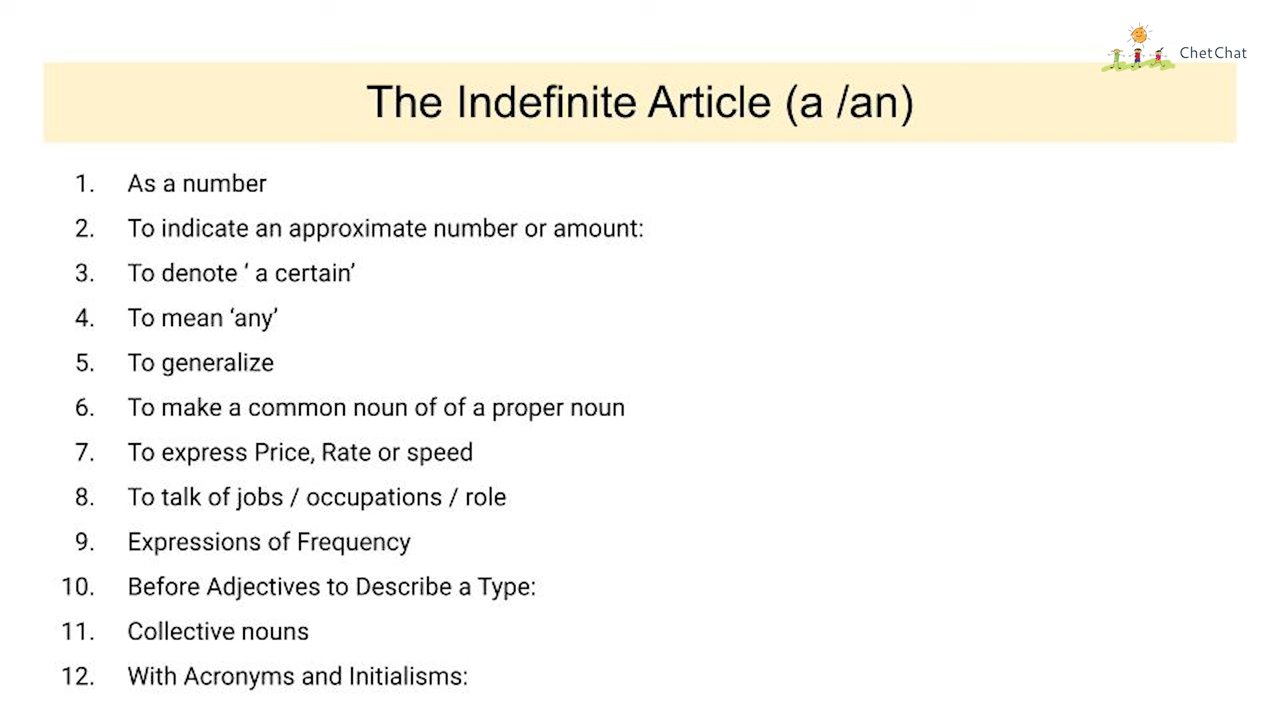 ChetChat
The Indefinite Article (a /an)
1. As a number
2. To indicate an approximate number or amount:
3. To denote ‘ a certain’
4. To mean ‘any’
5. To generalize
6. To make a common noun of of a proper noun
7. To express Price, Rate or speed
8. To talk of jobs / occupations / role
9. Expressions of Frequency
10. Before Adjectives to Describe a Type:
11. Collective nouns
12. With Acronyms and Initialisms: